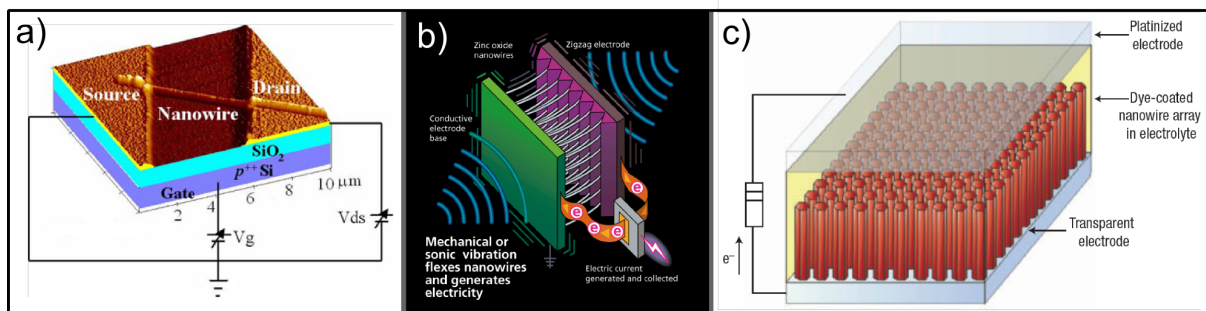 a)
Source
Nanowire
Drain
SiO2
p++Si
Gate
2
4
6
8
10 μm
Vg
Vds
b)
Zinc oxide
nanowires
Zigzag electrode
Conductive
electrode
base
e
e
e
e
Mechanical or
sonic vibration
flexes nanowires
and generates
electricity
Electric current
generated and collected
c)
Platinized
electrode
Dye-coated
nanowire array
in electrolyte
Transparent
electrode
e–